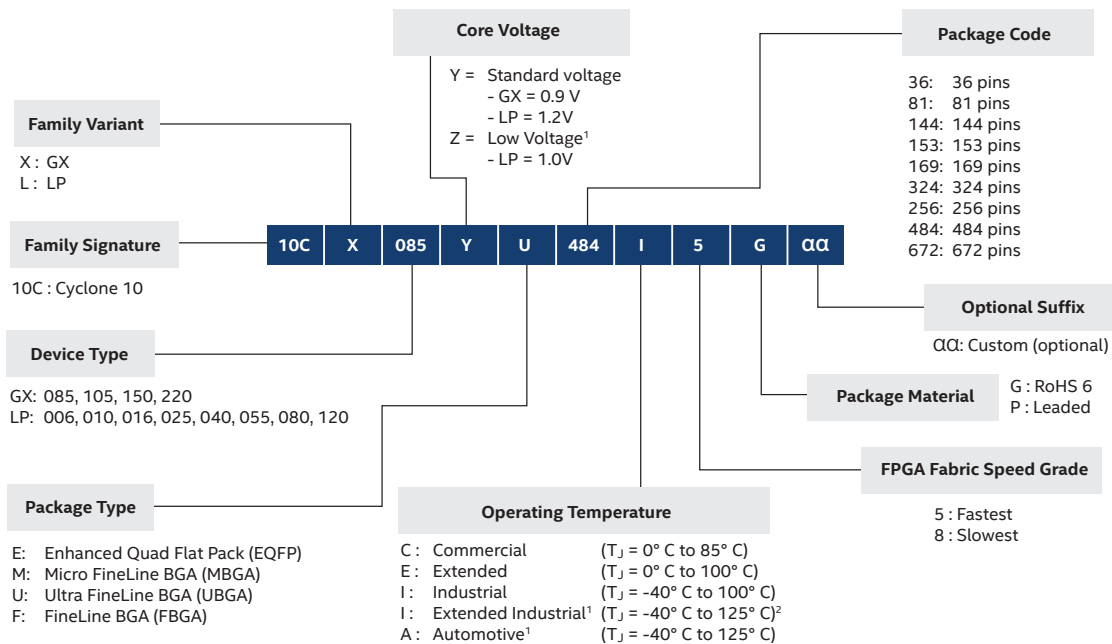 Core Voltage
Y = Standard voltage
- GX = 0.9 V
- LP = 1.2V
Z = Low Voltage¹
- LP = 1.0V
Package Code
36: 36 pins
81: 81 pins
144: 144 pins
153: 153 pins
169: 169 pins
324: 324 pins
256: 256 pins
484: 484 pins
672: 672 pins
Family Variant
X : GX
L : LP
Family Signature
10C : Cyclone 10
10C X 085 Y U 484 I 5 G αα
Optional Suffix
αα: Custom (optional)
Device Type
GX: 085, 105, 150, 220
LP: 006, 010, 016, 025, 040, 055, 080, 120
Package Material
G : RoHS 6
P : Leaded
FPGA Fabric Speed Grade
5 : Fastest
8 : Slowest
Package Type
E: Enhanced Quad Flat Pack (EQFP)
M: Micro FineLine BGA (MBGA)
U: Ultra FineLine BGA (UBGA)
F: FineLine BGA (FBGA)
Operating Temperature
C : Commercial (TJ = 0° C to 85° C)
E : Extended (TJ = 0° C to 100° C)
I : Industrial (TJ = -40° C to 100° C)
I : Extended Industrial¹ (TJ = -40° C to 125° C)²
A : Automotive¹ (TJ = -40° C to 125° C)